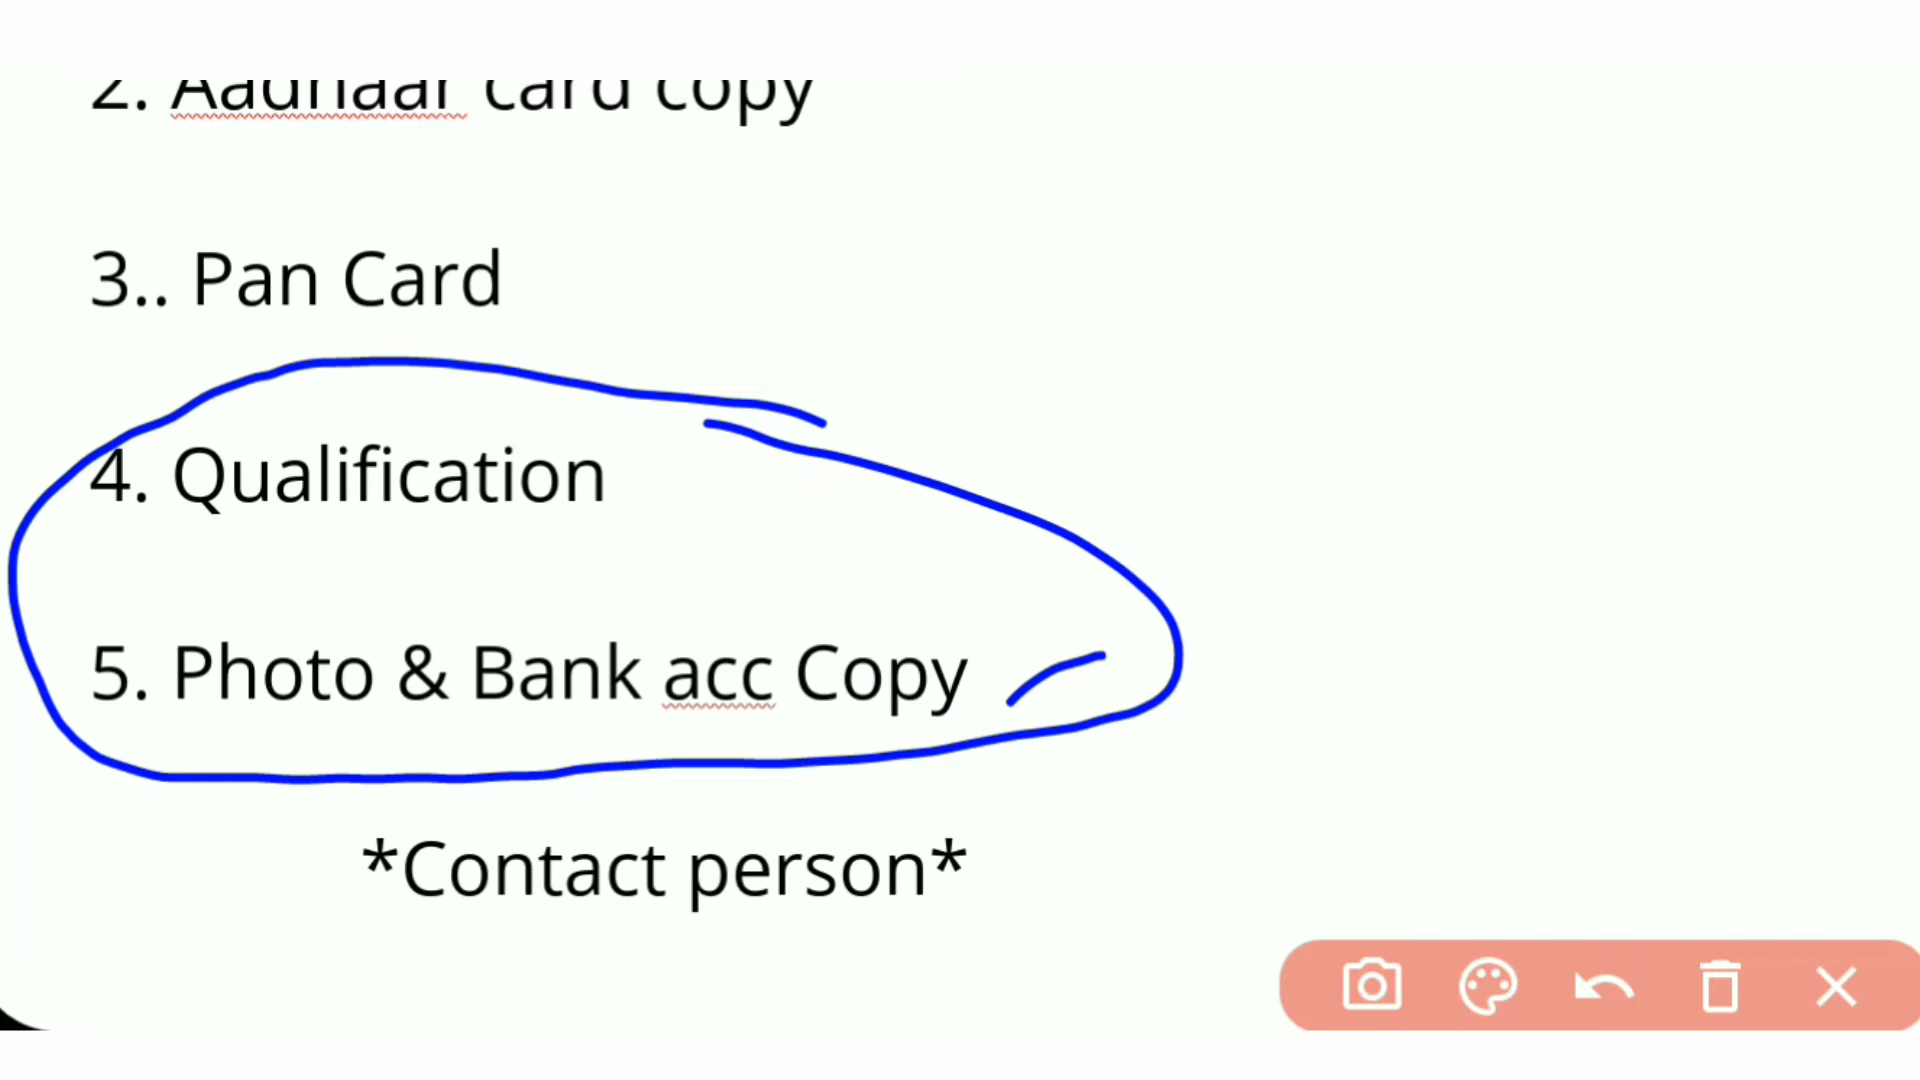 2. Aadhaar card copy
3.. Pan Card
4. Qualification
5. Photo & Bank acc Copy
*Contact person*